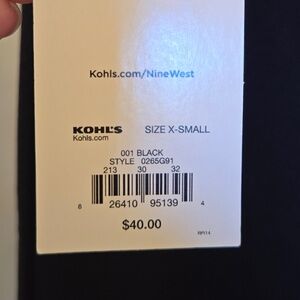 Kohls.com/NineWest
KOHL'S SIZE X-SMALL
Kohls.com
001 BLACK
STYLE 0265G91
213 30 32
8 26410 95139 4
$40.00